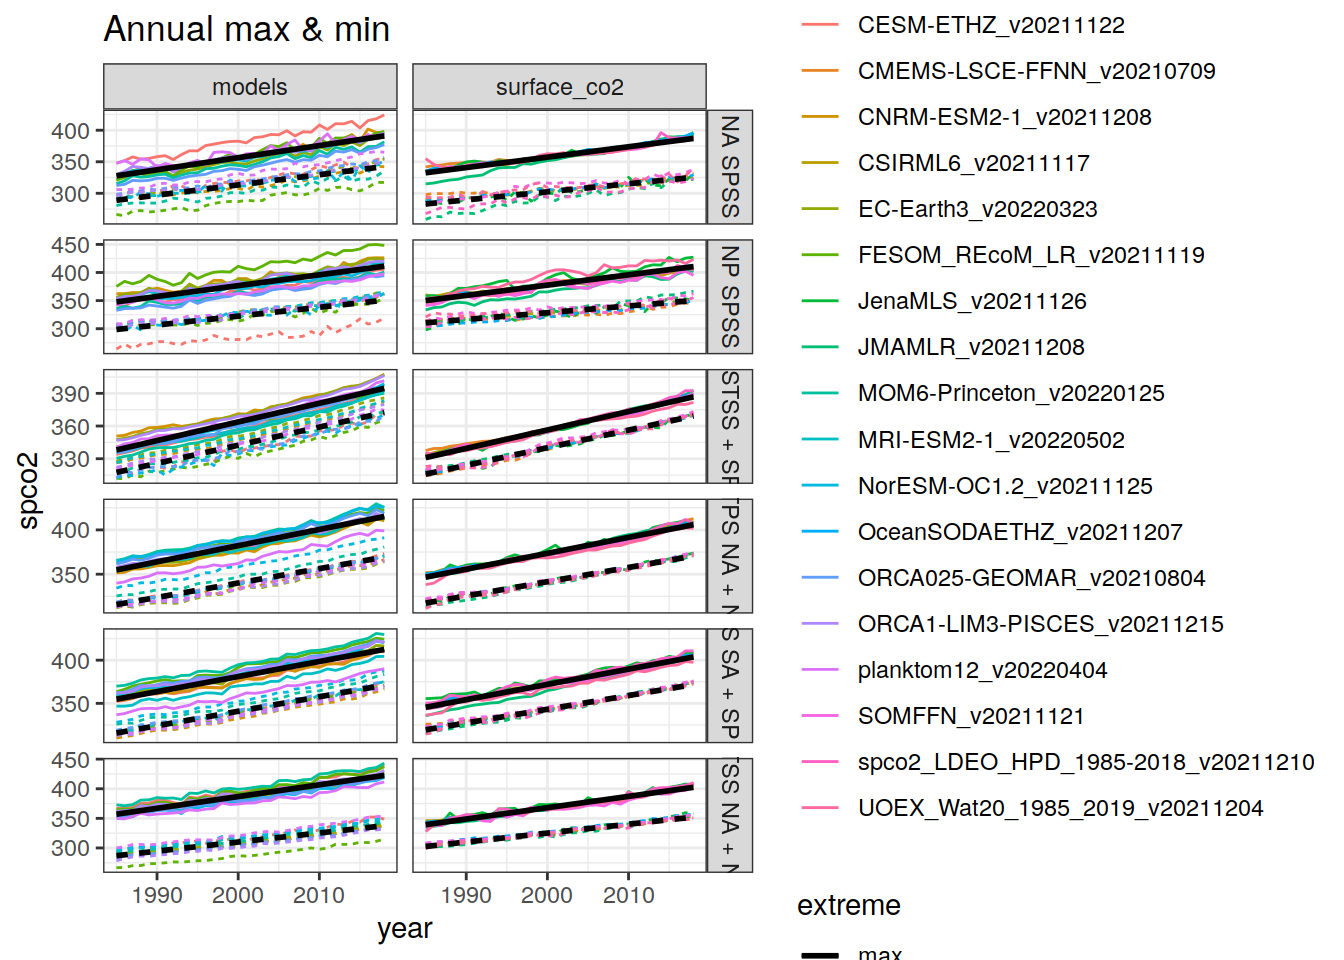 Annual max & min
models
surface_co2
400
350
300
NA SPSS
450
400
350
300
NP SPSS
390
360
330
STSS + SP
400
350
PS NA + N
400
350
S SA + SP
450
400
350
300
SS NA + N
1990
2000
2010
1990
2000
2010
year
spco2
CESM-ETHZ_v20211122
CMEMS-LSCE-FFNN_v20210709
CNRM-ESM2-1_v20211208
CSIRML6_v20211117
EC-Earth3_v20220323
FESOM_REcoM_LR_v20211119
JenaMLS_v20211126
JMAMLR_v20211208
MOM6-Princeton_v20220125
MRI-ESM2-1_v20220502
NorESM-OC1.2_v20211125
OceanSODAETHZ_v20211207
ORCA025-GEOMAR_v20210804
ORCA1-LIM3-PISCES_v20211215
planktom12_v20220404
SOMFFN_v20211121
spco2_LDEO_HPD_1985-2018_v20211210
UOEX_Wat20_1985_2019_v20211204
extreme
max